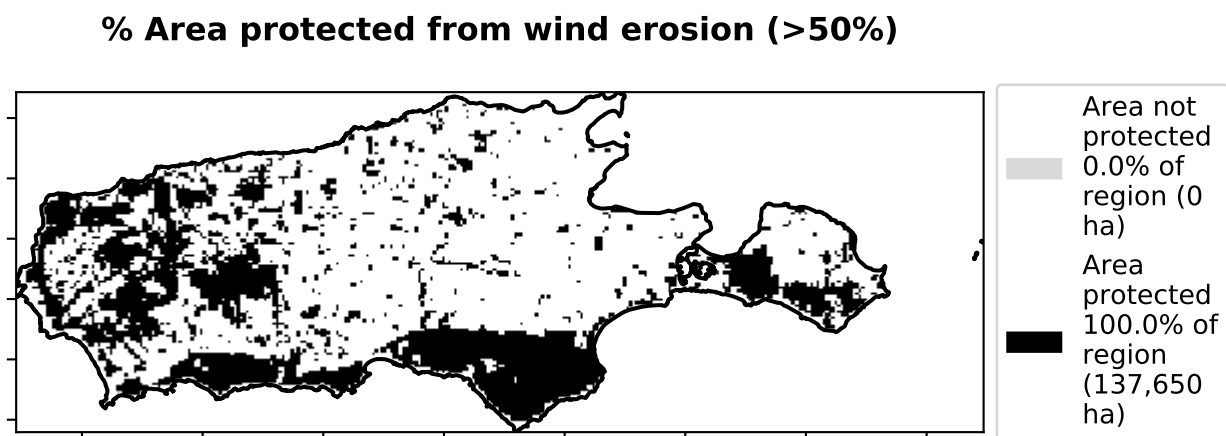 % Area protected from wind erosion (>50%)
Area not
protected
0.0% of
region (0
ha)
Area
protected
100.0% of
region
(137,650
ha)